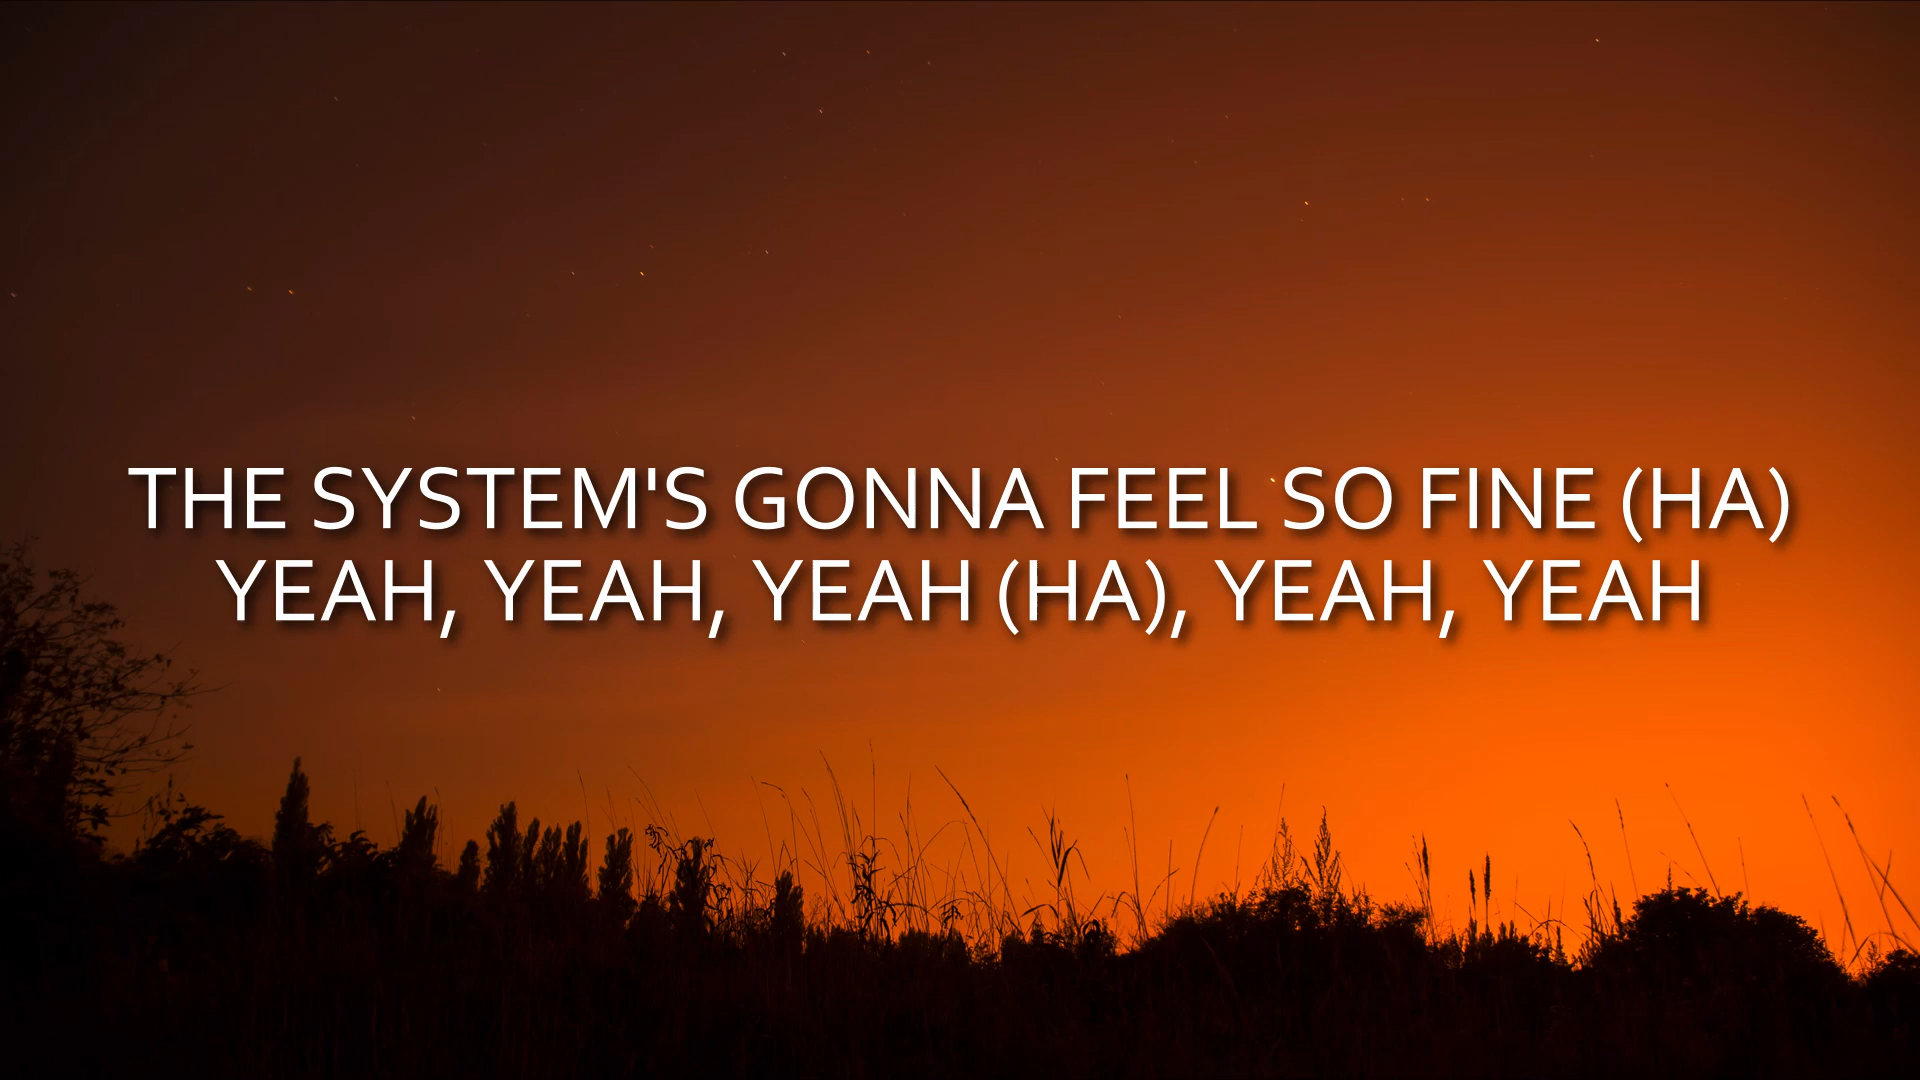 THE SYSTEM'S GONNA FEEL SO FINE (HA)
YEAH, YEAH, YEAH (HA), YEAH, YEAH